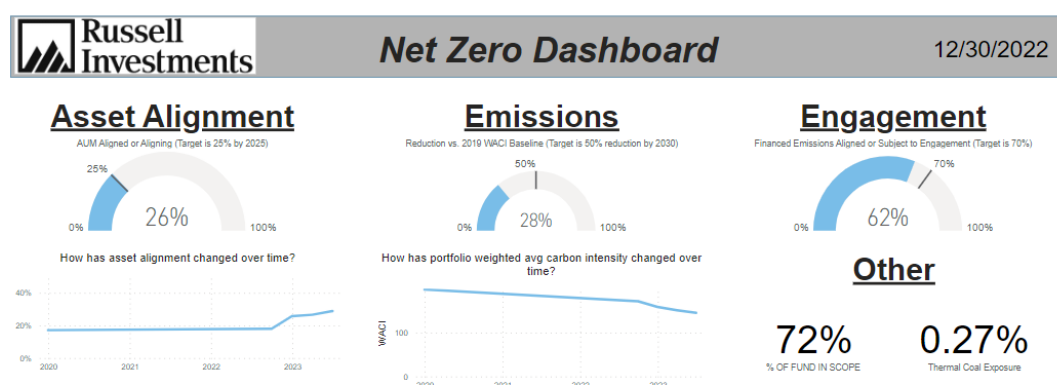 Russell
Investments
Net Zero Dashboard
12/30/2022
Asset Alignment
AUM Aligned or Aligning (Target is 25% by 2025)
25%
26%
0%
100%
How has asset alignment changed over time?
40%
20%
0%
2020
2021
2022
2023
Emissions
Reduction vs. 2019 WACI Baseline (Target is 50% reduction by 2030)
50%
28%
0%
100%
How has portfolio weighted avg carbon intensity changed over
time?
WACI
100
0
2020
2021
2022
2023
Engagement
Financed Emissions Aligned or Subject to Engagement (Target is 70%)
70%
62%
0%
100%
Other
72%
% OF FUND IN SCOPE
0.27%
Thermal Coal Exposure